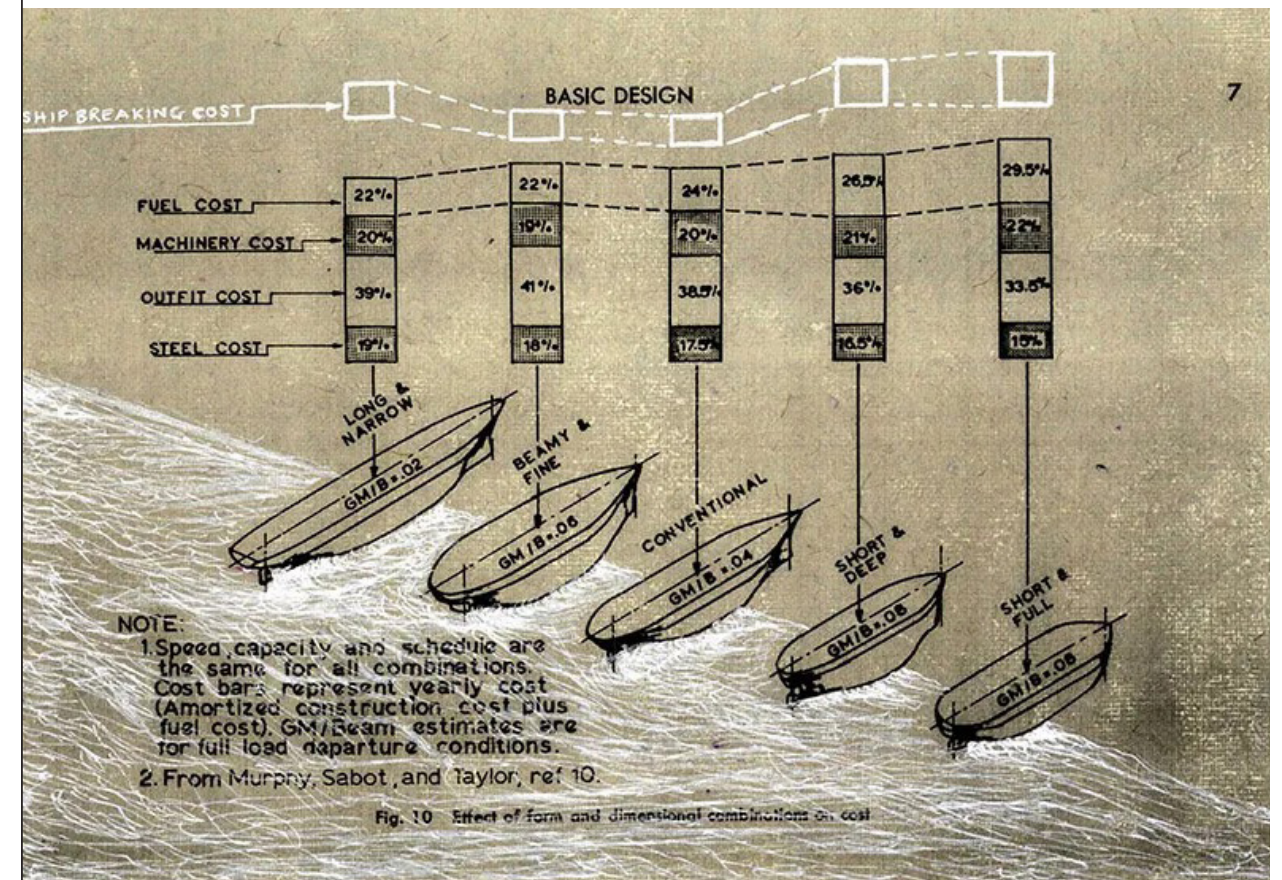 BASIC DESIGN
7
SHIP BREAKING COST
FUEL COST
MACHINERY COST
OUTFIT COST
STEEL COST
22%
20%
39%
19%
22%
19%
41%
18%
24%
20%
38.5%
17.5%
26.5%
21%
36%
16.5%
29.5%
22%
33.5%
15%
LONG &
NARROW
GM/B=.02
BEAMY &
FINE
GM/B=.06
CONVENTIONAL
GM/B=.04
SHORT &
DEEP
GM/B=.06
SHORT &
FULL
GM/B=.06
NOTE:
1. Speed, capacity and schedule are
the same for all combinations.
Cost bars represent yearly cost
(Amortized construction cost plus
fuel cost). GM/Beam estimates are
for full load departure conditions.
2. From Murphy, Sabot, and Taylor, ref 10.
Fig. 10 Effect of form and dimensional combinations on cost